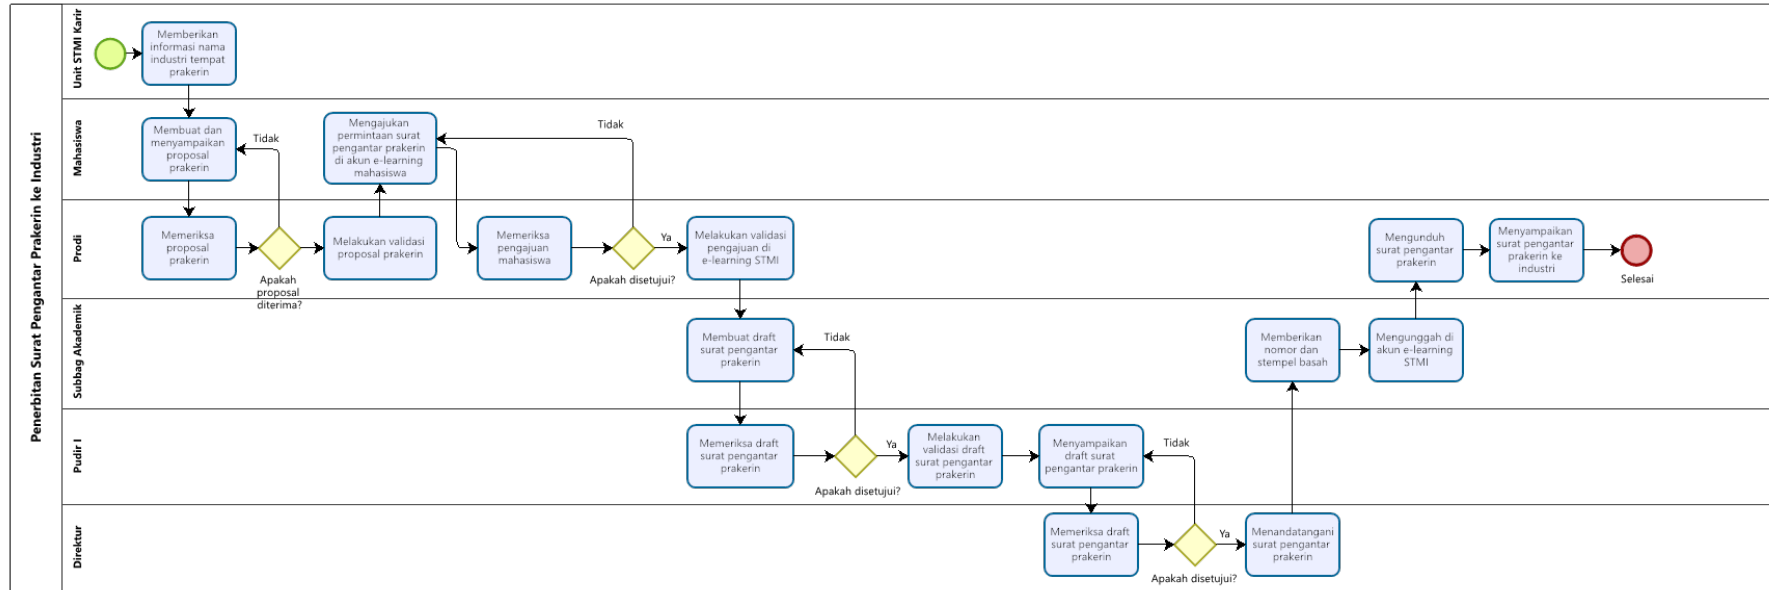 Penerbitan Surat Pengantar Prakerin ke Industri
Unit STMI Karir
Memberikan
informasi nama
industri tempat
prakerin
Mahasiswa
Membuat dan
menyampaikan
proposal
prakerin
Tidak
Mengajukan
permintaan surat
pengantar prakerin
di akun e-learning
mahasiswa
Tidak
Prodi
Memeriksa
proposal
prakerin
Apakah
proposal
diterima?
Melakukan validasi
proposal prakerin
Memeriksa
pengajuan
mahasiswa
Apakah disetujui?
Ya
Melakukan validasi
pengajuan di
e-learning STMI
Mengunduh
surat pengantar
prakerin
Menyampaikan
surat pengantar
prakerin ke
industri
Selesai
Subbag Akademik
Membuat draft
surat pengantar
prakerin
Tidak
Memberikan
nomor dan
stempel basah
Mengunggah di
akun e-learning
STMI
Pudir I
Memeriksa draft
surat pengantar
prakerin
Apakah disetujui?
Ya
Melakukan
validasi draft
surat pengantar
prakerin
Menyampaikan
draft surat
pengantar prakerin
Tidak
Direktur
Memeriksa draft
surat pengantar
prakerin
Apakah disetujui?
Ya
Menandatangani
surat pengantar
prakerin